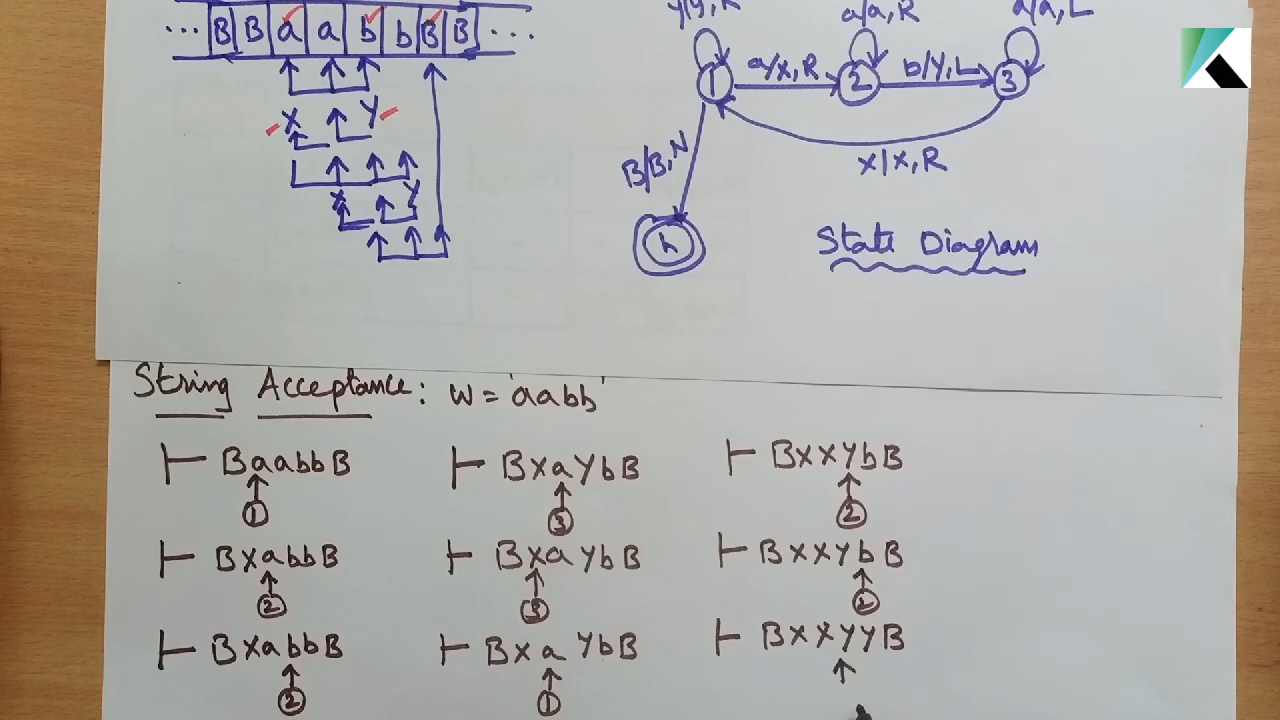 ... B B a a b b B B ...
X Y
X Y
y/y, R
a/a, R
a/a, L
1 a/x, R 2 b/y, L 3
x/x, R
B/B, N
h
State Diagram
String Acceptance: w = 'aabb'
⊢ BaabbB
1
⊢ BXabbB
2
⊢ BXabbB
2
⊢ BXaYbB
3
⊢ BXaYbB
3
⊢ BXaYbB
1
⊢ BXXYbB
2
⊢ BXXYbB
2
⊢ BXXYYB
K